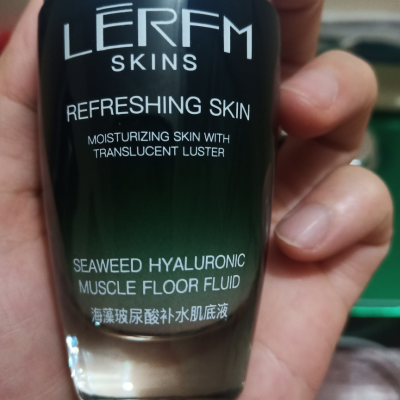 LĒRFM
SKINS
REFRESHING SKIN
MOISTURIZING SKIN WITH
TRANSLUCENT LUSTER
SEAWEED HYALURONIC
MUSCLE FLOOR FLUID
海藻玻尿酸补水肌底液